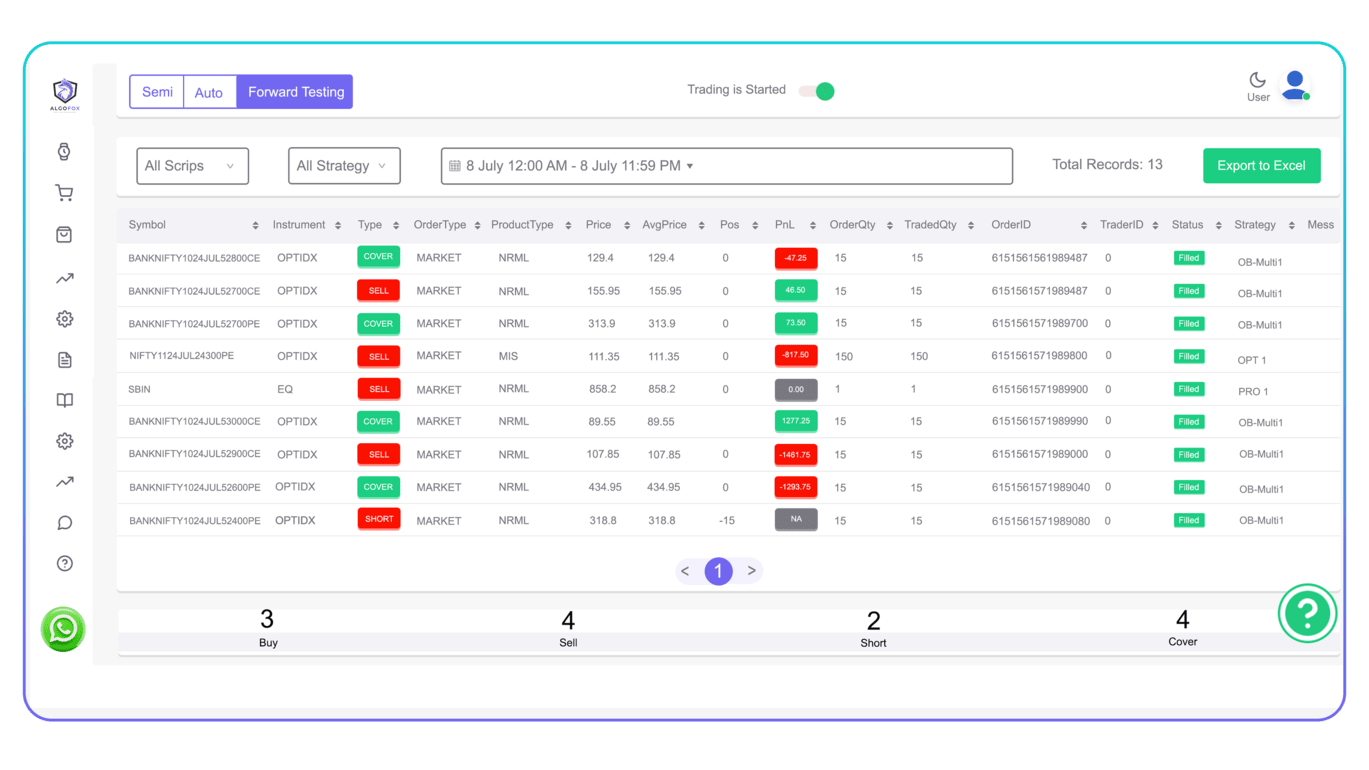 ALGOFOX
Semi Auto Forward Testing
Trading is Started
User
All Scrips
All Strategy
8 July 12:00 AM - 8 July 11:59 PM
Total Records: 13
Export to Excel
Symbol Instrument Type OrderType ProductType Price AvgPrice Pos PnL OrderQty TradedQty OrderID TraderID Status Strategy Mess
BANKNIFTY1024JUL52800CE OPTIDX COVER MARKET NRML 129.4 129.4 0 -47.25 15 15 6151561561989487 0 Filled OB-Multi1
BANKNIFTY1024JUL52700CE OPTIDX SELL MARKET NRML 155.95 155.95 0 46.50 15 15 6151561571989487 0 Filled OB-Multi1
BANKNIFTY1024JUL52700PE OPTIDX COVER MARKET NRML 313.9 313.9 0 73.50 15 15 6151561571989700 0 Filled OB-Multi1
NIFTY1124JUL24300PE OPTIDX SELL MARKET MIS 111.35 111.35 0 -817.50 150 150 6151561571989800 0 Filled OPT 1
SBIN EQ SELL MARKET NRML 858.2 858.2 0 0.00 1 1 6151561571989900 0 Filled PRO 1
BANKNIFTY1024JUL53000CE OPTIDX COVER MARKET NRML 89.55 89.55 1277.25 15 15 6151561571989990 0 Filled OB-Multi1
BANKNIFTY1024JUL52900CE OPTIDX SELL MARKET NRML 107.85 107.85 0 -1461.75 15 15 6151561571989000 0 Filled OB-Multi1
BANKNIFTY1024JUL52600PE OPTIDX COVER MARKET NRML 434.95 434.95 0 -1293.75 15 15 6151561571989040 0 Filled OB-Multi1
BANKNIFTY1024JUL52400PE OPTIDX SHORT MARKET NRML 318.8 318.8 -15 NA 15 15 6151561571989080 0 Filled OB-Multi1
< 1 >
3 4 2 4
Buy Sell Short Cover